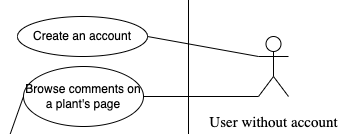 Create an account
Browse comments on
a plant's page
User without account